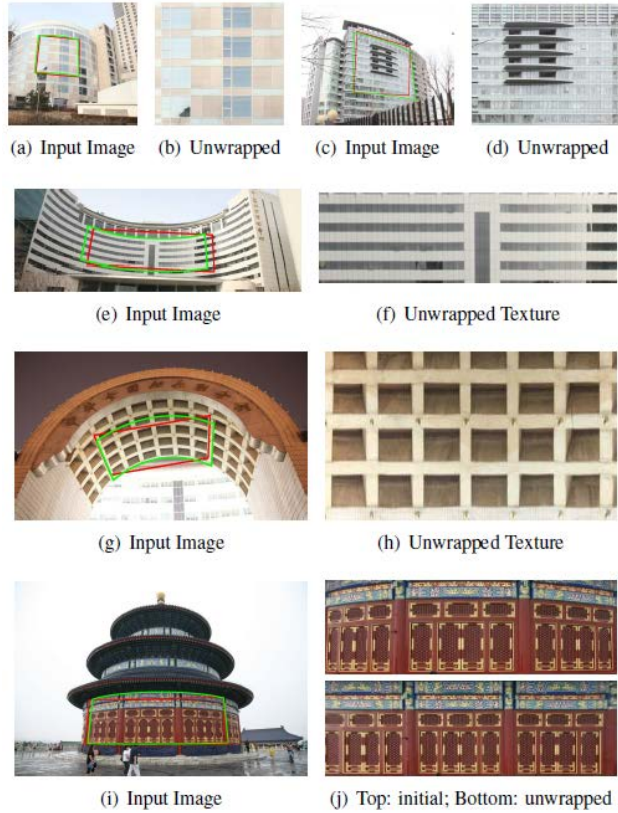 (a) Input Image
(b) Unwrapped
(c) Input Image
(d) Unwrapped
(e) Input Image
(f) Unwrapped Texture
(g) Input Image
(h) Unwrapped Texture
(i) Input Image
(j) Top: initial; Bottom: unwrapped